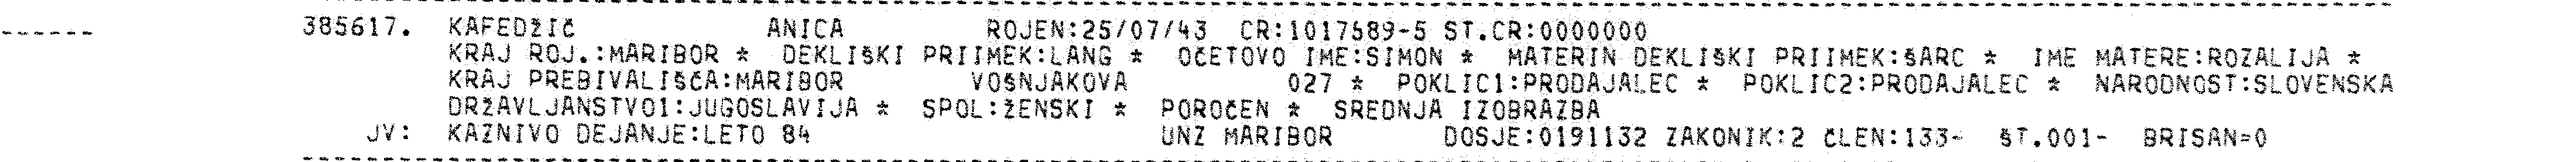 385617. KAFEDŽIČ ANICA ROJEN:25/07/43 CR:1017589-5 ST.CR:0000000
KRAJ ROJ.:MARIBOR * DEKLIŠKI PRIIMEK:LANG * OČETOVO IME:SIMON * MATERIN DEKLIŠKI PRIIMEK:ŠARC * IME MATERE:ROZALIJA *
KRAJ PREBIVALIŠČA:MARIBOR VOŠNJAKOVA 027 * POKLIC1:PRODAJALEC * POKLIC2:PRODAJALEC * NARODNOST:SLOVENSKA
DRŽAVLJANSTVO1:JUGOSLAVIJA * SPOL:ŽENSKI * POROČEN * SREDNJA IZOBRAZBA
JV: KAZNIVO DEJANJE:LETO 84 UNZ MARIBOR DOSJE:0191132 ZAKONIK:2 ČLEN:133- ŠT.001- BRISAN=0